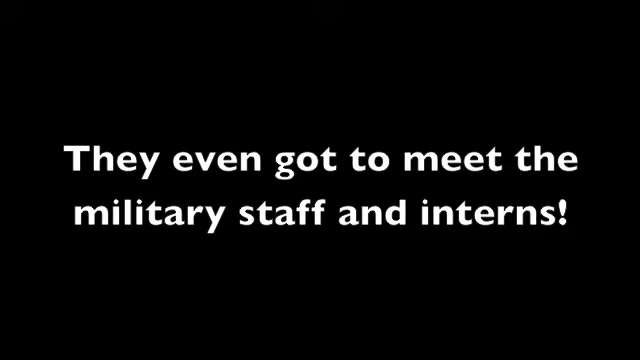 They even got to meet the
military staff and interns!